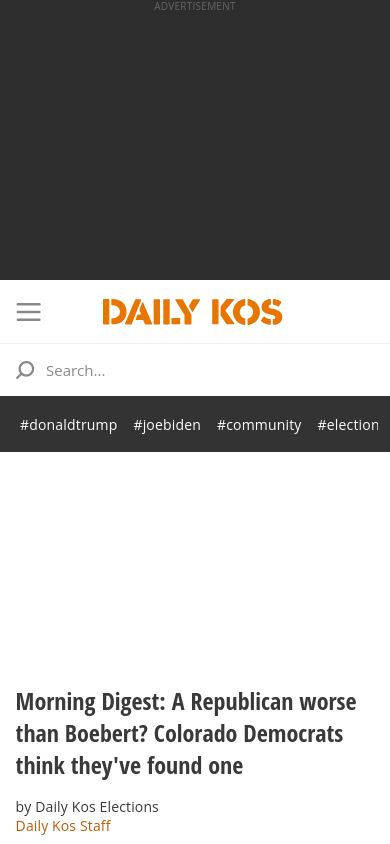 ADVERTISEMENT
DAILY KOS
Search...
#donaldtrump #joebiden #community #election
Morning Digest: A Republican worse
than Boebert? Colorado Democrats
think they've found one
by Daily Kos Elections
Daily Kos Staff